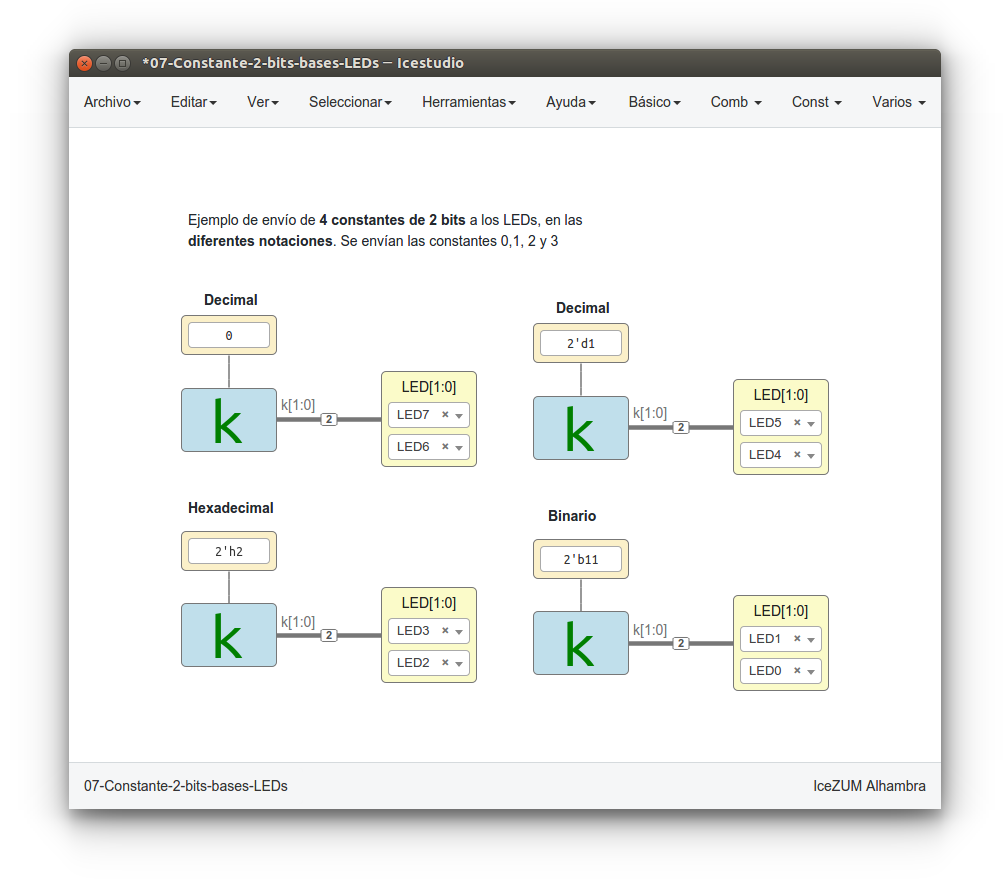 *07-Constante-2-bits-bases-LEDs — Icestudio
Archivo Editar Ver Seleccionar Herramientas Ayuda Básico Comb Const Varios
Ejemplo de envío de 4 constantes de 2 bits a los LEDs, en las
diferentes notaciones. Se envían las constantes 0,1, 2 y 3
Decimal
0
k
k[1:0]
2
LED[1:0]
LED7
LED6
Decimal
2'd1
k
k[1:0]
2
LED[1:0]
LED5
LED4
Hexadecimal
2'h2
k
k[1:0]
2
LED[1:0]
LED3
LED2
Binario
2'b11
k
k[1:0]
2
LED[1:0]
LED1
LED0
07-Constante-2-bits-bases-LEDs
IceZUM Alhambra